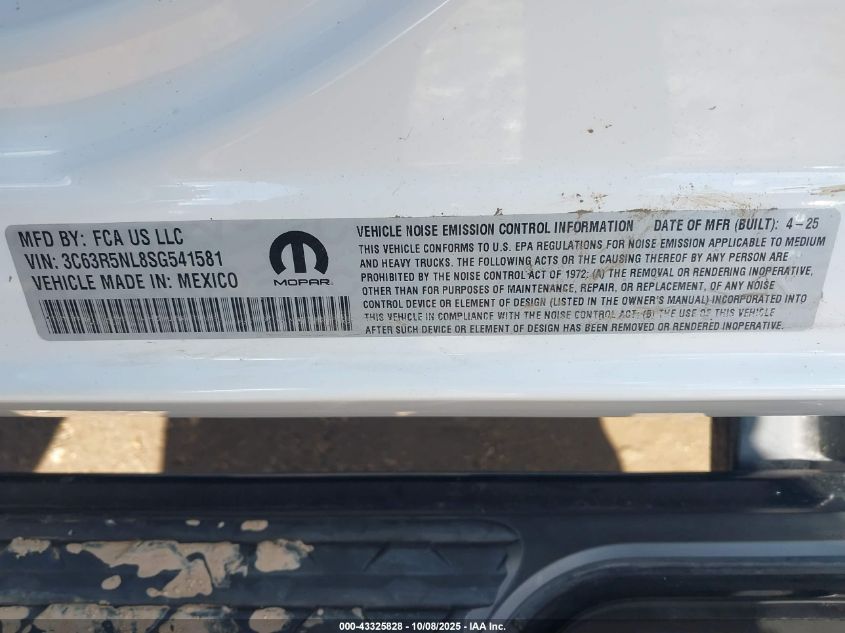 MFD BY: FCA US LLC
VIN: 3C63R5NL8SG541581
VEHICLE MADE IN: MEXICO
MOPAR
VEHICLE NOISE EMISSION CONTROL INFORMATION DATE OF MFR (BUILT): 4-25
THIS VEHICLE CONFORMS TO U.S. EPA REGULATIONS FOR NOISE EMISSION APPLICABLE TO MEDIUM
AND HEAVY TRUCKS. THE FOLLOWING ACTS OR THE CAUSING THEREOF BY ANY PERSON ARE
PROHIBITED BY THE NOISE CONTROL ACT OF 1972: (A) THE REMOVAL OR RENDERING INOPERATIVE,
OTHER THAN FOR PURPOSES OF MAINTENANCE, REPAIR, OR REPLACEMENT, OF ANY NOISE
CONTROL DEVICE OR ELEMENT OF DESIGN (LISTED IN THE OWNER'S MANUAL) INCORPORATED INTO
THIS VEHICLE IN COMPLIANCE WITH THE NOISE CONTROL ACT: (B) THE USE OF THIS VEHICLE
AFTER SUCH DEVICE OR ELEMENT OF DESIGN HAS BEEN REMOVED OR RENDERED INOPERATIVE.
000-43325828 - 10/08/2025 - IAA Inc.